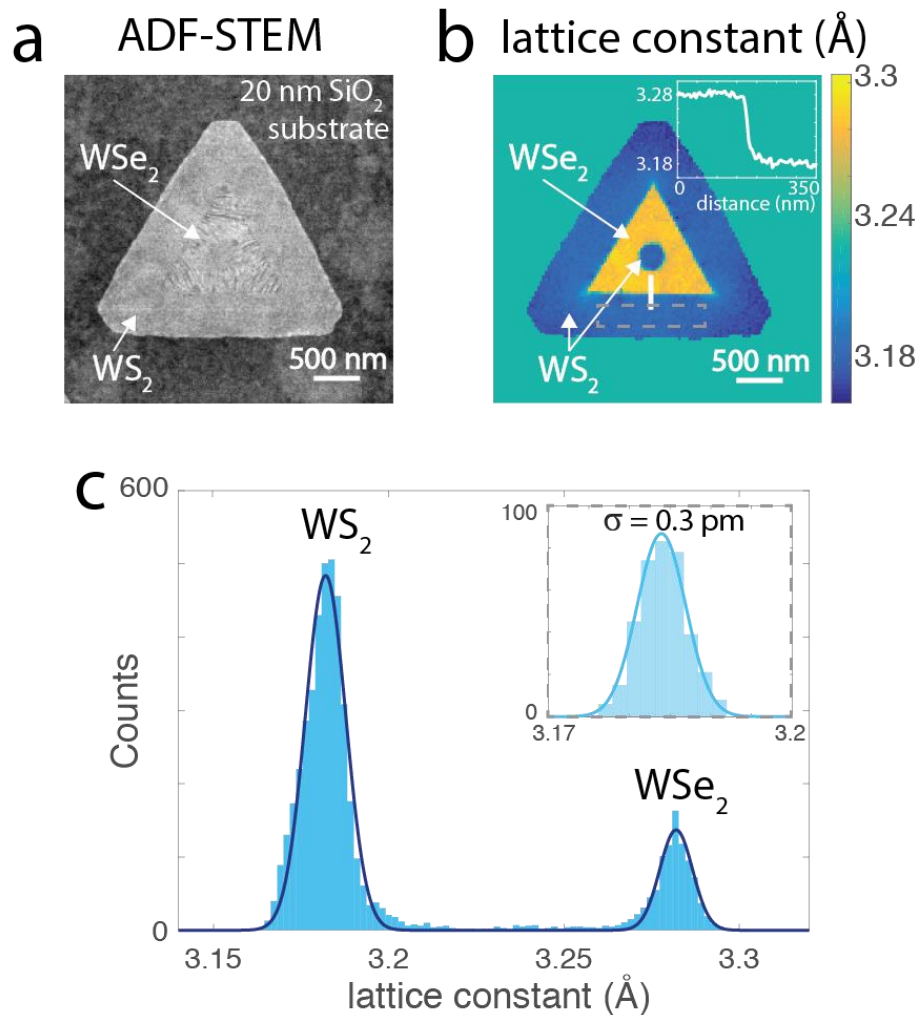 a ADF-STEM
20 nm SiO₂
substrate
WSe₂
WS₂
500 nm
b lattice constant (Å)
3.28
3.18
0 350
distance (nm)
WSe₂
WS₂
500 nm
3.3
3.24
3.18
c
600
Counts
0
WS₂
WSe₂
100
σ = 0.3 pm
0
3.17 3.2
3.15 3.2 3.25 3.3
lattice constant (Å)